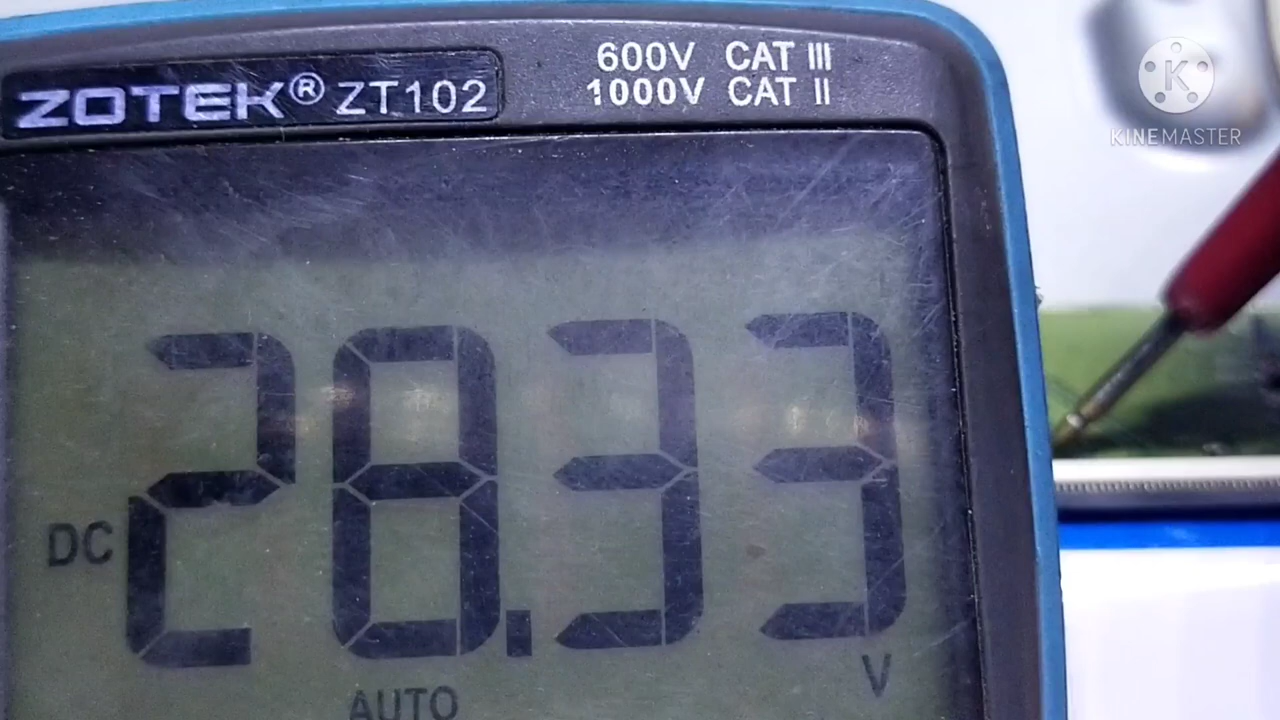 ZOTEK® ZT102
600V CAT III
1000V CAT II
K
KINEMASTER
DC 28.33 V
AUTO